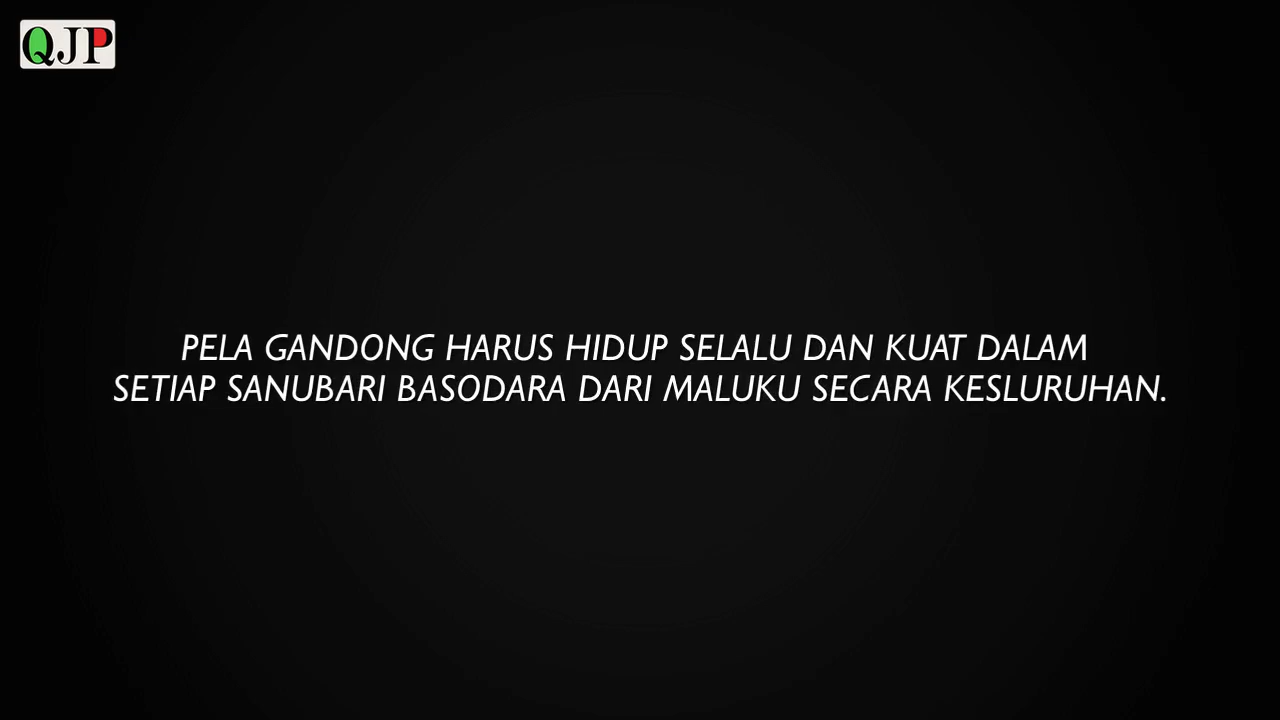 QJP
PELA GANDONG HARUS HIDUP SELALU DAN KUAT DALAM
SETIAP SANUBARI BASODARA DARI MALUKU SECARA KESLURUHAN.